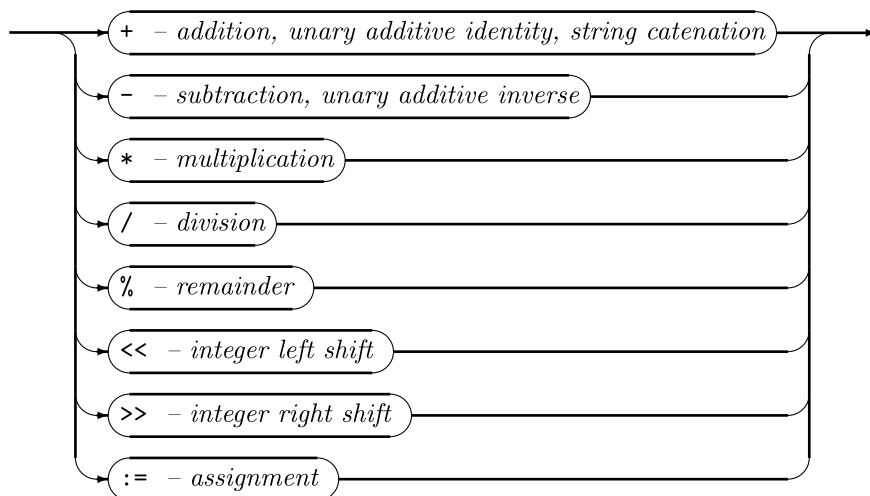 + – addition, unary additive identity, string catenation
- – subtraction, unary additive inverse
* – multiplication
/ – division
% – remainder
<< – integer left shift
>> – integer right shift
:= – assignment